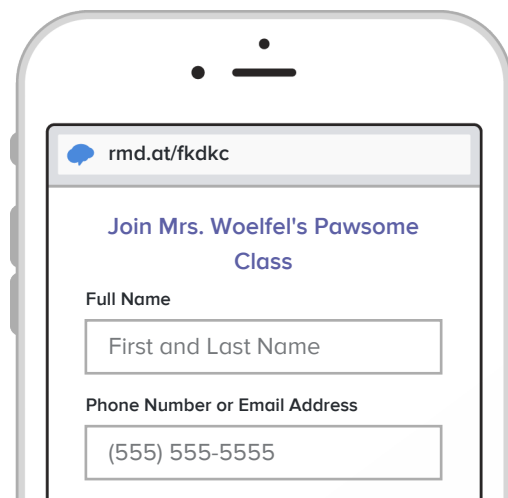 rmd.at/fkdkc
Join Mrs. Woelfel's Pawsome
Class
Full Name
First and Last Name
Phone Number or Email Address
(555) 555-5555